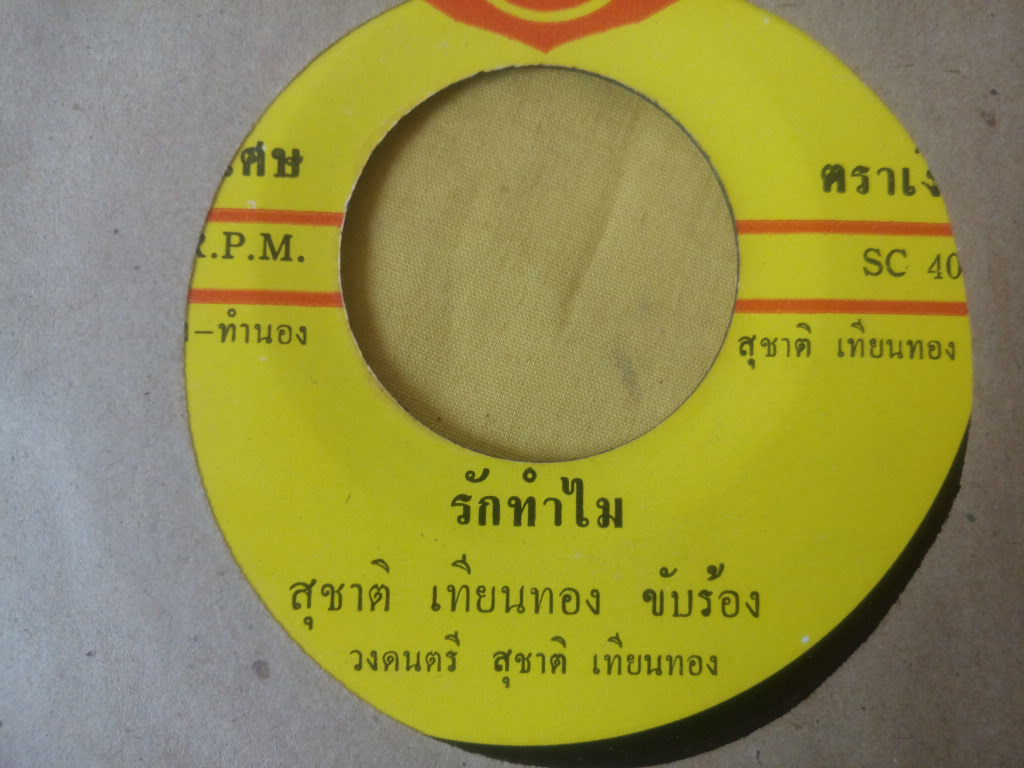 ตรา
R.P.M. SC 40
–ทำนอง สุชาติ เทียนทอง
รักทำไม
สุชาติ เทียนทอง ขับร้อง
วงดนตรี สุชาติ เทียนทอง